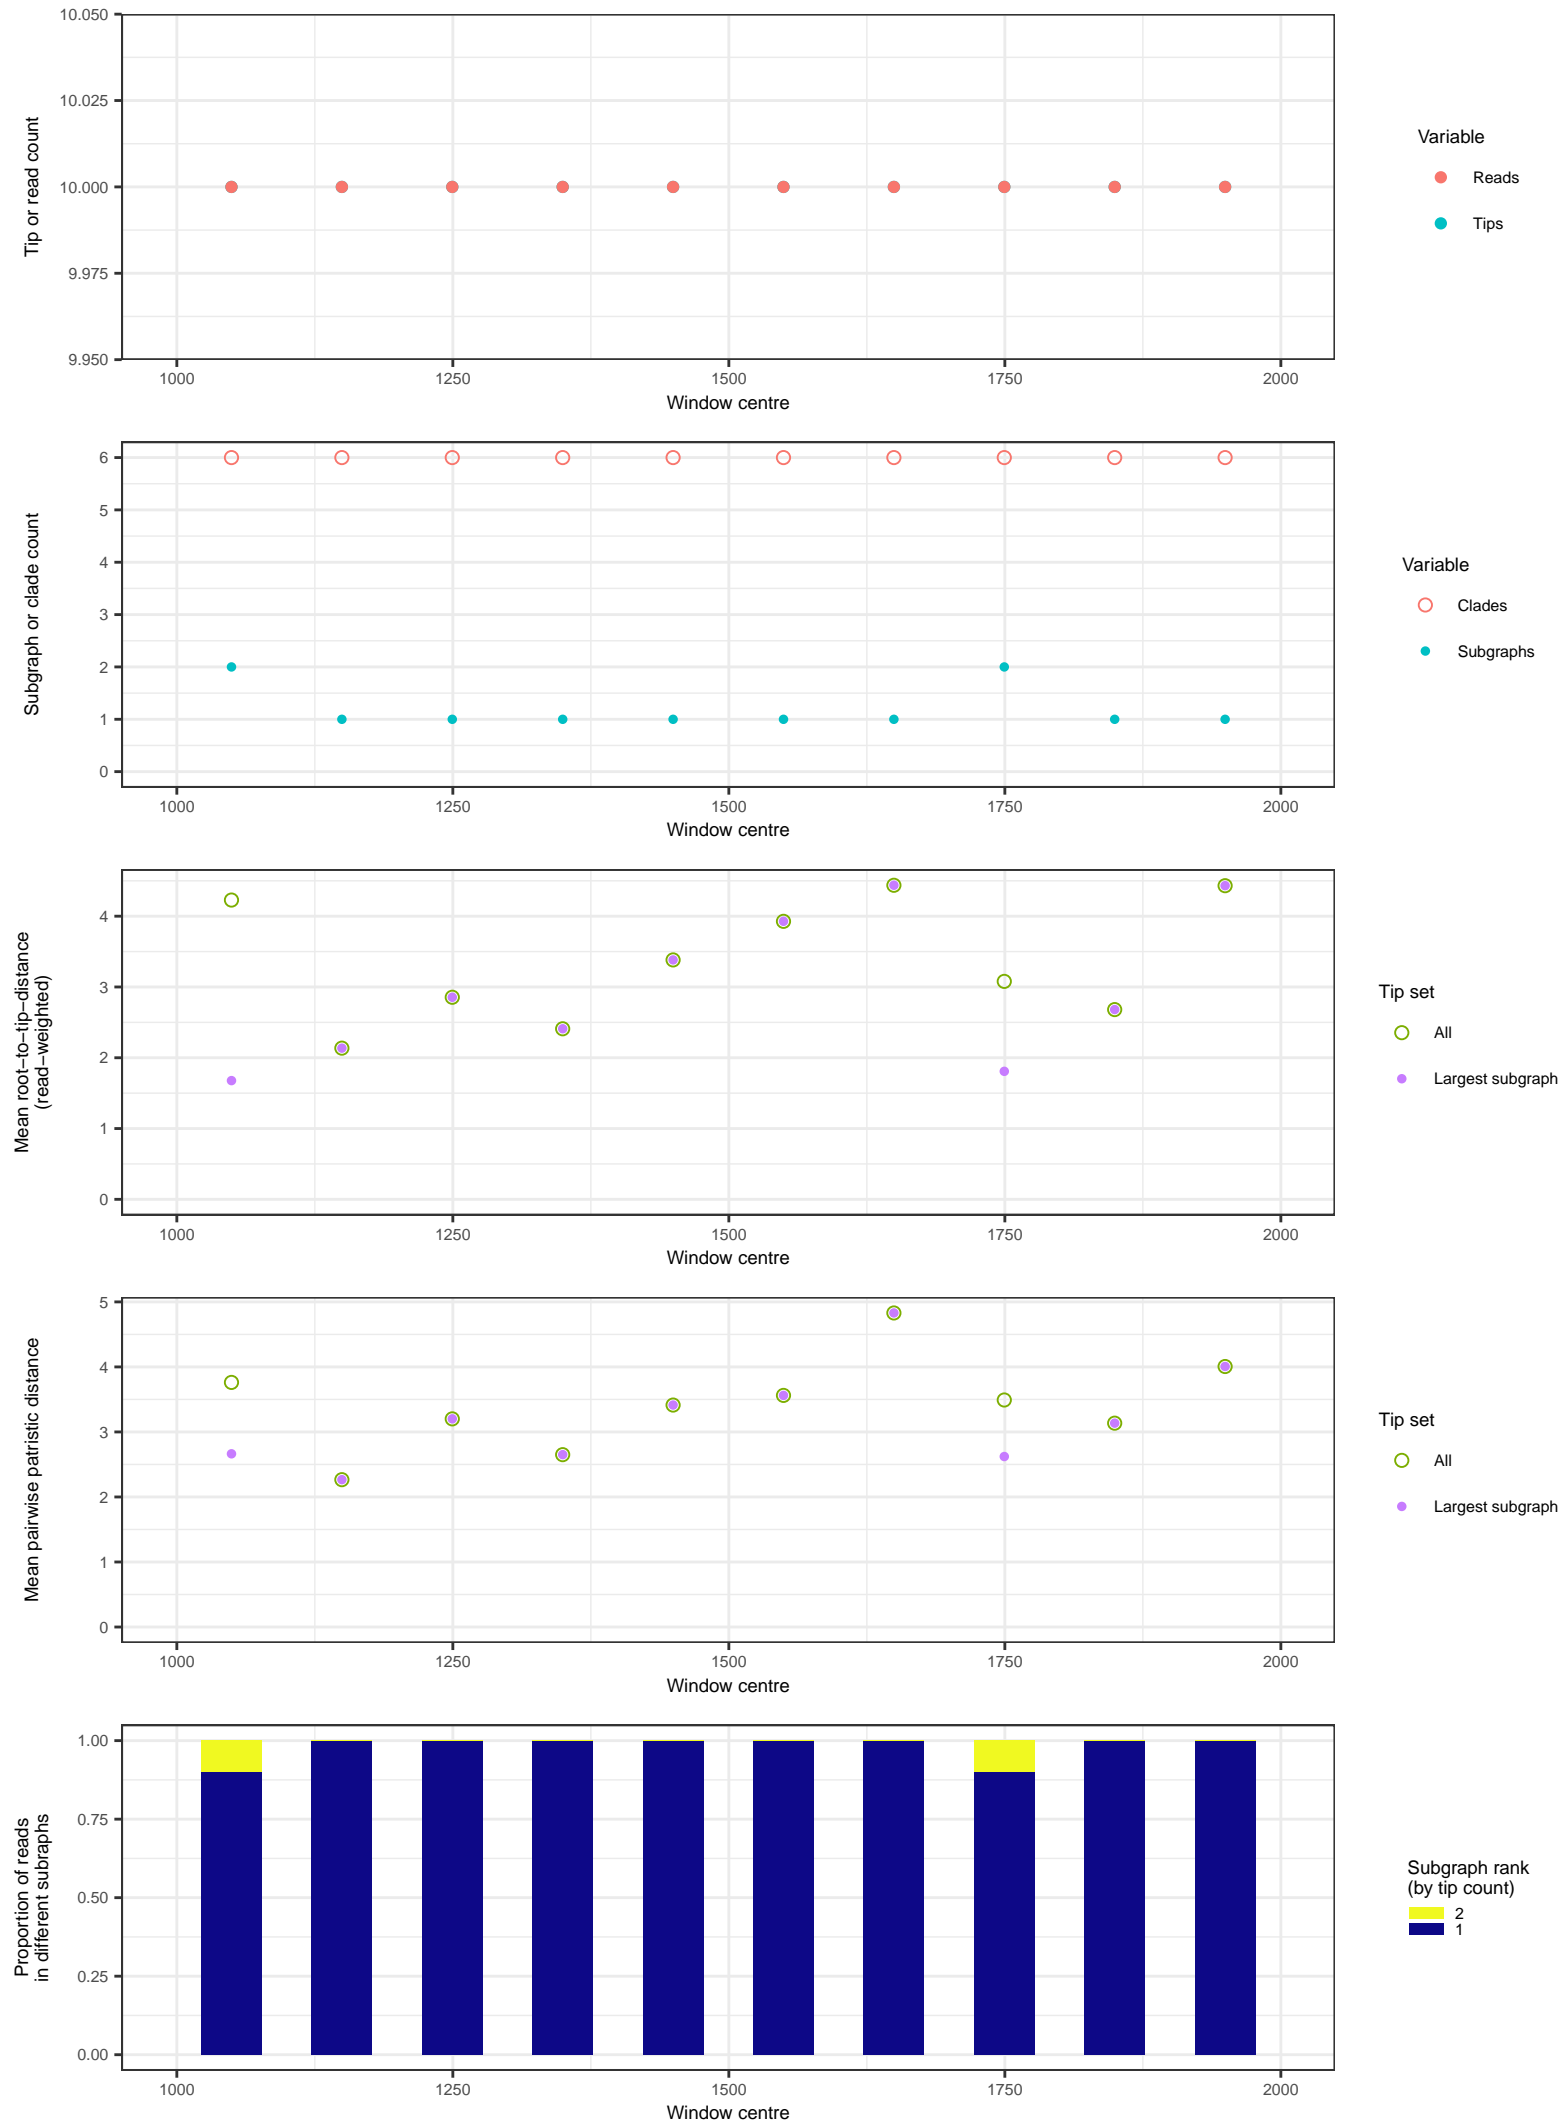 10.050
10.025
10.000
9.975
9.950
Tip or read count
1000 1250 1500 1750 2000
Window centre
Variable
Reads
Tips
6
5
4
3
2
1
0
Subgraph or clade count
1000 1250 1500 1750 2000
Window centre
Variable
Clades
Subgraphs
4
3
2
1
0
Mean root−to−tip−distance
(read−weighted)
1000 1250 1500 1750 2000
Window centre
Tip set
All
Largest subgraph
5
4
3
2
1
0
Mean pairwise patristic distance
1000 1250 1500 1750 2000
Window centre
Tip set
All
Largest subgraph
1.00
0.75
0.50
0.25
0.00
Proportion of reads
in different subraphs
1000 1250 1500 1750 2000
Window centre
Subgraph rank
(by tip count)
2
1